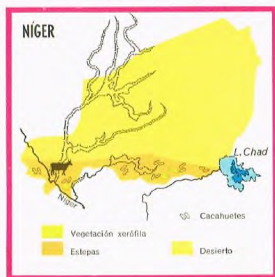 NÍGER
L. Chad
Níger
Cacahuetes
Vegetación xerófila
Estepas
Desierto